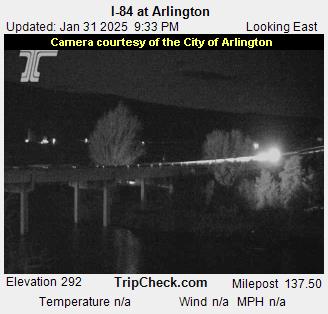 I-84 at Arlington
Updated: Jan 31 2025 9:33 PM Looking East
Camera courtesy of the City of Arlington
Elevation 292 TripCheck.com Milepost 137.50
Temperature n/a Wind n/a MPH n/a